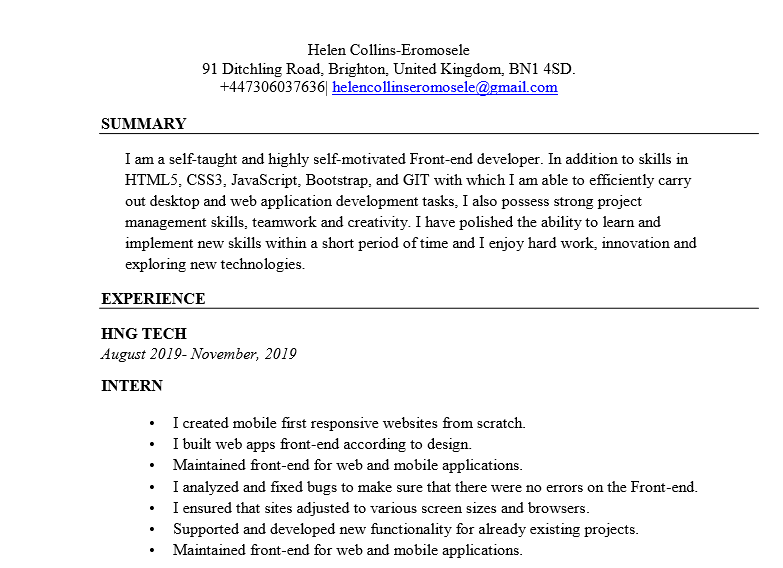 Helen Collins-Eromosele
91 Ditchling Road, Brighton, United Kingdom, BN1 4SD.
+447306037636| helencollinseromosele@gmail.com
SUMMARY
I am a self-taught and highly self-motivated Front-end developer. In addition to skills in
HTML5, CSS3, JavaScript, Bootstrap, and GIT with which I am able to efficiently carry
out desktop and web application development tasks, I also possess strong project
management skills, teamwork and creativity. I have polished the ability to learn and
implement new skills within a short period of time and I enjoy hard work, innovation and
exploring new technologies.
EXPERIENCE
HNG TECH
August 2019- November, 2019
INTERN
• I created mobile first responsive websites from scratch.
• I built web apps front-end according to design.
• Maintained front-end for web and mobile applications.
• I analyzed and fixed bugs to make sure that there were no errors on the Front-end.
• I ensured that sites adjusted to various screen sizes and browsers.
• Supported and developed new functionality for already existing projects.
• Maintained front-end for web and mobile applications.